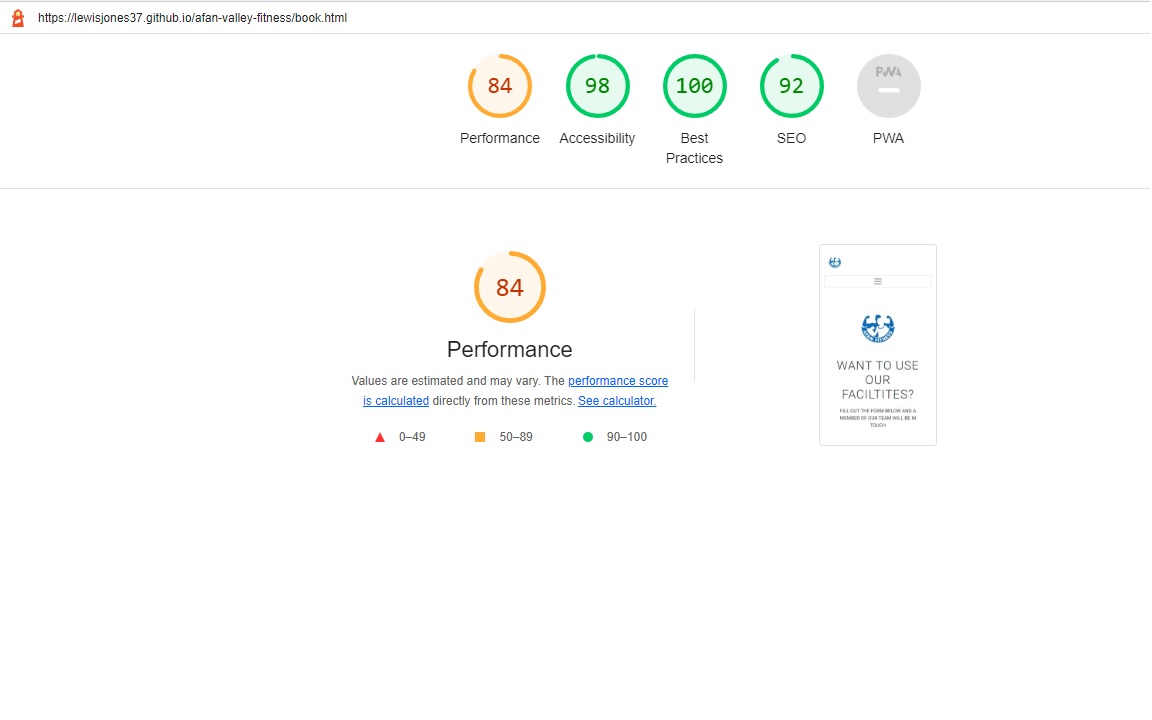 https://lewisjones37.github.io/afan-valley-fitness/book.html
84
98
100
92
PWA
Performance
Accessibility
Best
Practices
SEO
PWA
84
Performance
Values are estimated and may vary. The performance score
is calculated directly from these metrics. See calculator.
0–49
50–89
90–100
AFAN FITNESS
WANT TO USE
OUR
FACILTITES?
FILL OUT THE FORM BELOW AND A
MEMBER OF OUR TEAM WILL BE IN
TOUCH